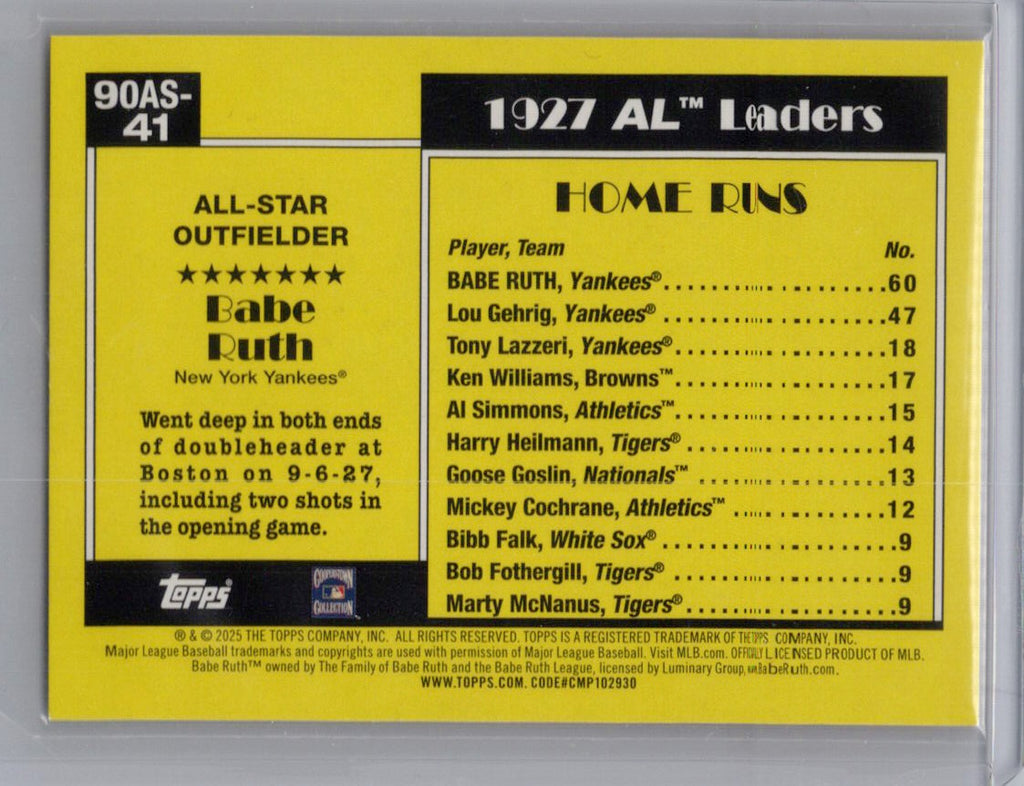 90AS-
41
1927 AL™ Leaders
ALL-STAR
OUTFIELDER
★★★★★★★
Babe
Ruth
New York Yankees®
Went deep in both ends
of doubleheader at
Boston on 9-6-27,
including two shots in
the opening game.
HOME RUNS
Player, Team No.
BABE RUTH, Yankees® 60
Lou Gehrig, Yankees® 47
Tony Lazzeri, Yankees® 18
Ken Williams, Browns™ 17
Al Simmons, Athletics™ 15
Harry Heilmann, Tigers® 14
Goose Goslin, Nationals™ 13
Mickey Cochrane, Athletics™ 12
Bibb Falk, White Sox® 9
Bob Fothergill, Tigers® 9
Marty McNanus, Tigers® 9
Topps®
COOPERSTOWN
COLLECTION
® & © 2025 THE TOPPS COMPANY, INC. ALL RIGHTS RESERVED. TOPPS IS A REGISTERED TRADEMARK OF THE TOPPS COMPANY, INC.
Major League Baseball trademarks and copyrights are used with permission of Major League Baseball. Visit MLB.com. OFFICIALLY LICENSED PRODUCT OF MLB.
Babe Ruth™ owned by The Family of Babe Ruth and the Babe Ruth League, licensed by Luminary Group, www.BabeRuth.com.
WWW.TOPPS.COM. CODE#CMP102930